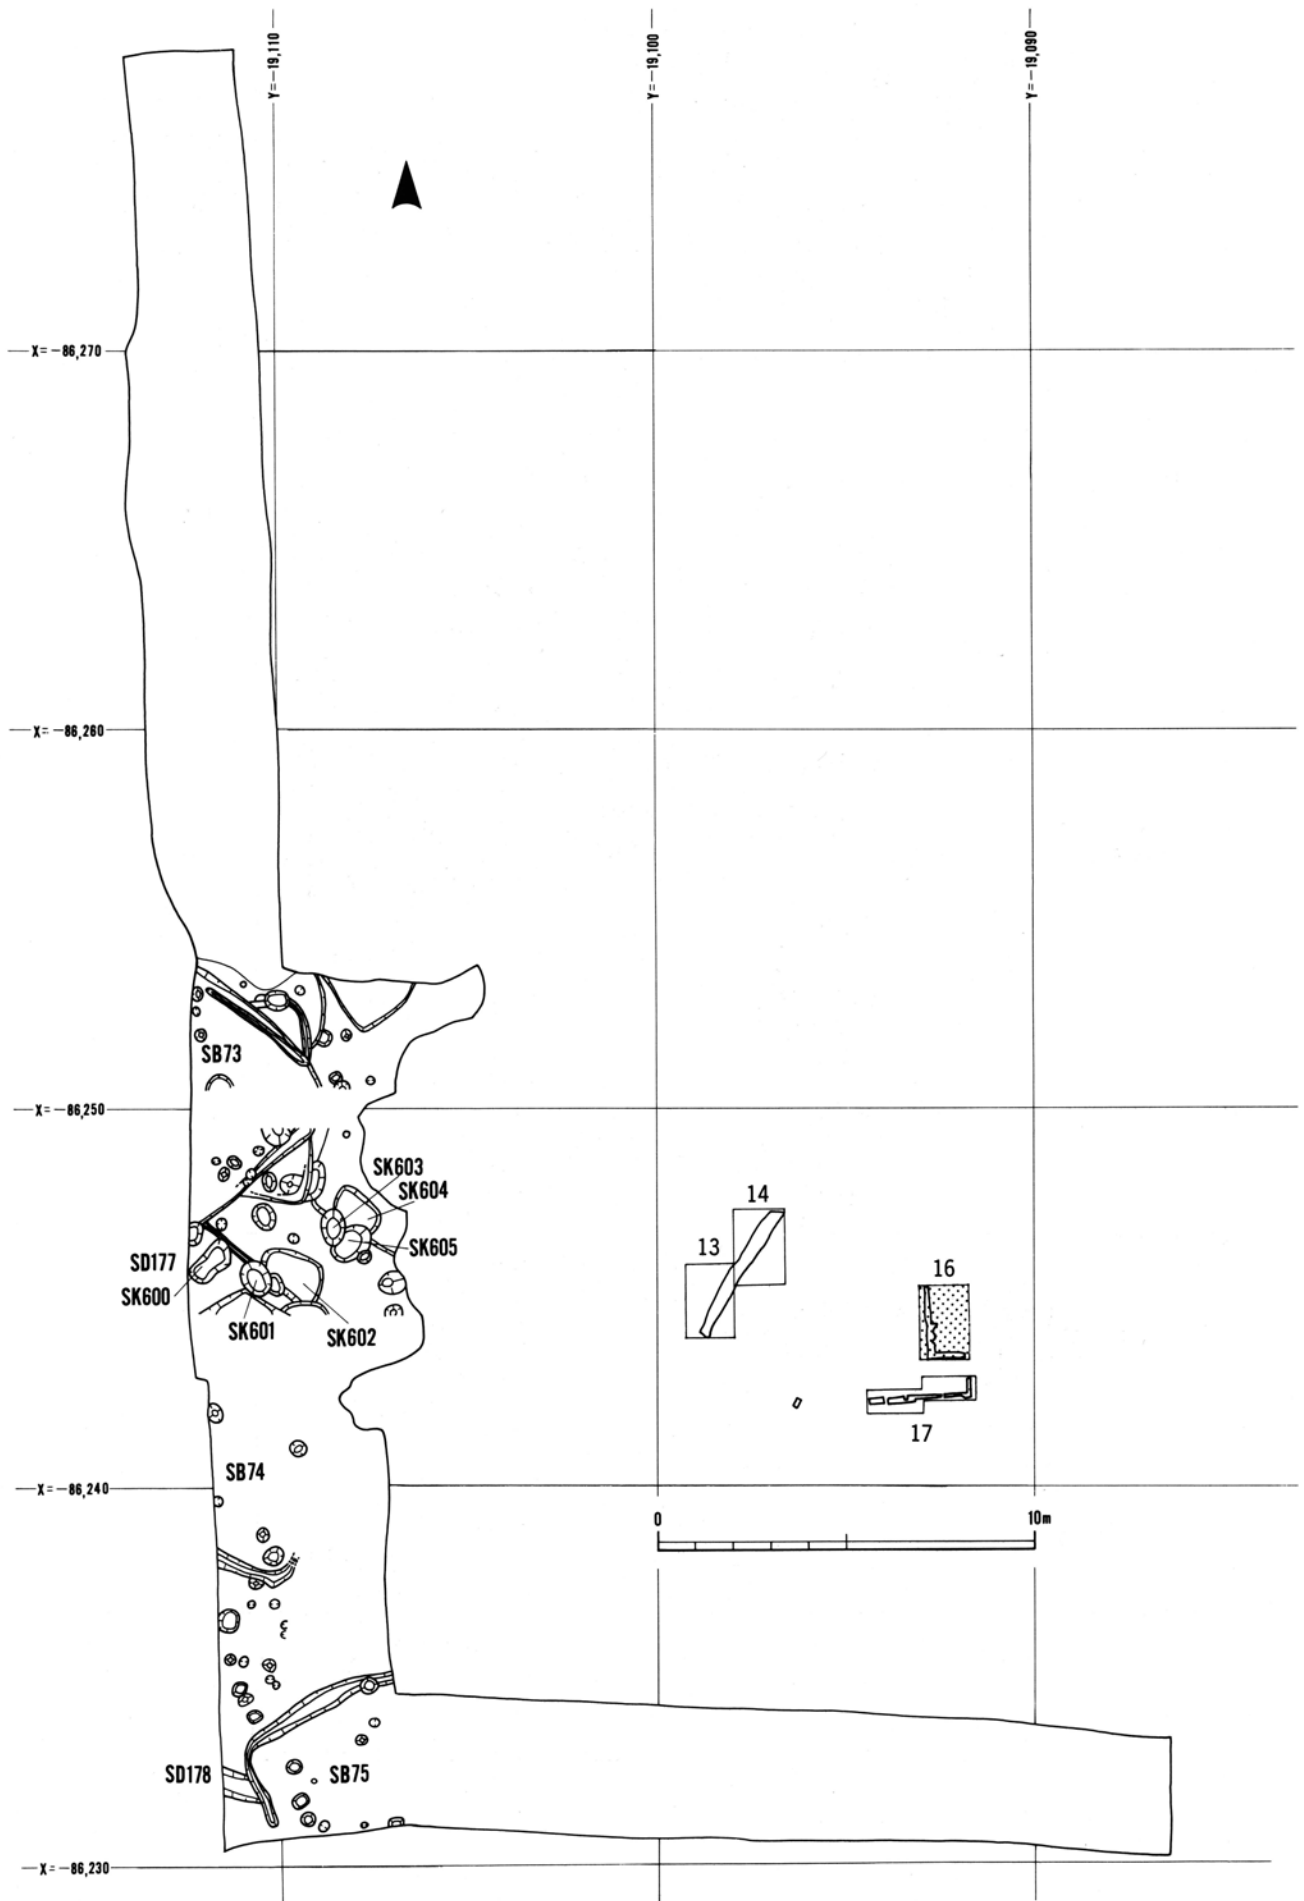 Y=-19,110
Y=-19,100
Y=-19,090
X=-86,270
X=-86,260
SB73
X=-86,250
SK603
SK604
14
SK605
13
SD177
16
SK600
SK601
SK602
17
SB74
X=-86,240
0
10m
SD178
SB75
X=-86,230